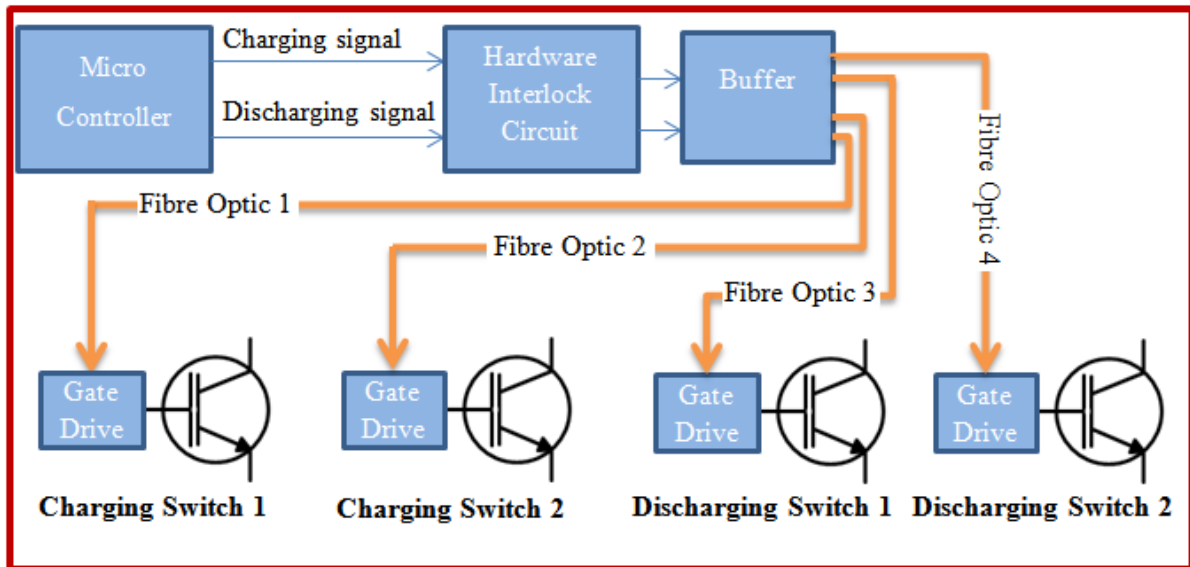 Micro
Controller
Charging signal
Discharging signal
Hardware
Interlock
Circuit
Buffer
Fibre Optic 1
Fibre Optic 2
Fibre Optic 3
Fibre Optic 4
Gate
Drive
Gate
Drive
Gate
Drive
Gate
Drive
Charging Switch 1
Charging Switch 2
Discharging Switch 1
Discharging Switch 2